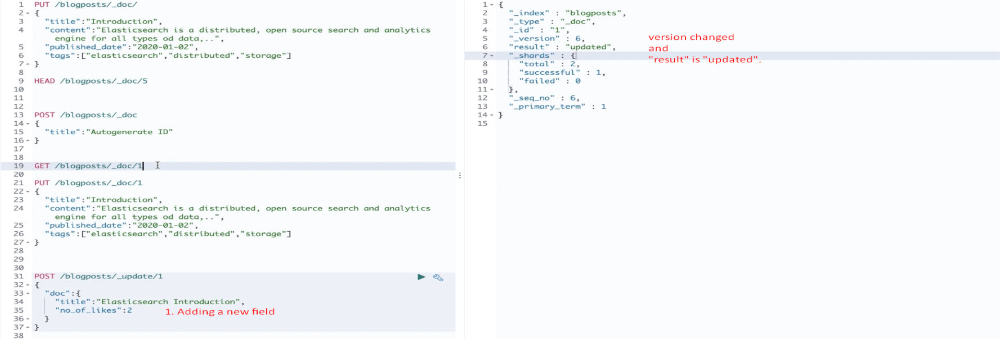 1 PUT /blogposts/_doc/
2 {
3 "title":"Introduction",
4 "content":"Elasticsearch is a distributed, open source search and analytics
engine for all types od data,..",
5 "published_date":"2020-01-02",
6 "tags":["elasticsearch","distributed","storage"]
7 }
8
9 HEAD /blogposts/_doc/5
10
11
12
13 POST /blogposts/_doc
14 {
15 "title":"Autogenerate ID"
16 }
17
18
19 GET /blogposts/_doc/1
20
21 PUT /blogposts/_doc/1
22 {
23 "title":"Introduction",
24 "content":"Elasticsearch is a distributed, open source search and analytics
engine for all types od data,..",
25 "published_date":"2020-01-02",
26 "tags":["elasticsearch","distributed","storage"]
27 }
28
29
30
31 POST /blogposts/_update/1
32 {
33 "doc":{
34 "title":"Elasticsearch Introduction",
35 "no_of_likes":2
1. Adding a new field
36 }
37 }
38
1 {
2 "_index" : "blogposts",
3 "_type" : "_doc",
4 "_id" : "1",
5 "_version" : 6,
6 "result" : "updated",
7 "_shards" : {
8 "total" : 2,
9 "successful" : 1,
10 "failed" : 0
11 },
12 "_seq_no" : 6,
13 "_primary_term" : 1
14 }
15
version changed
and
"result" is "updated".